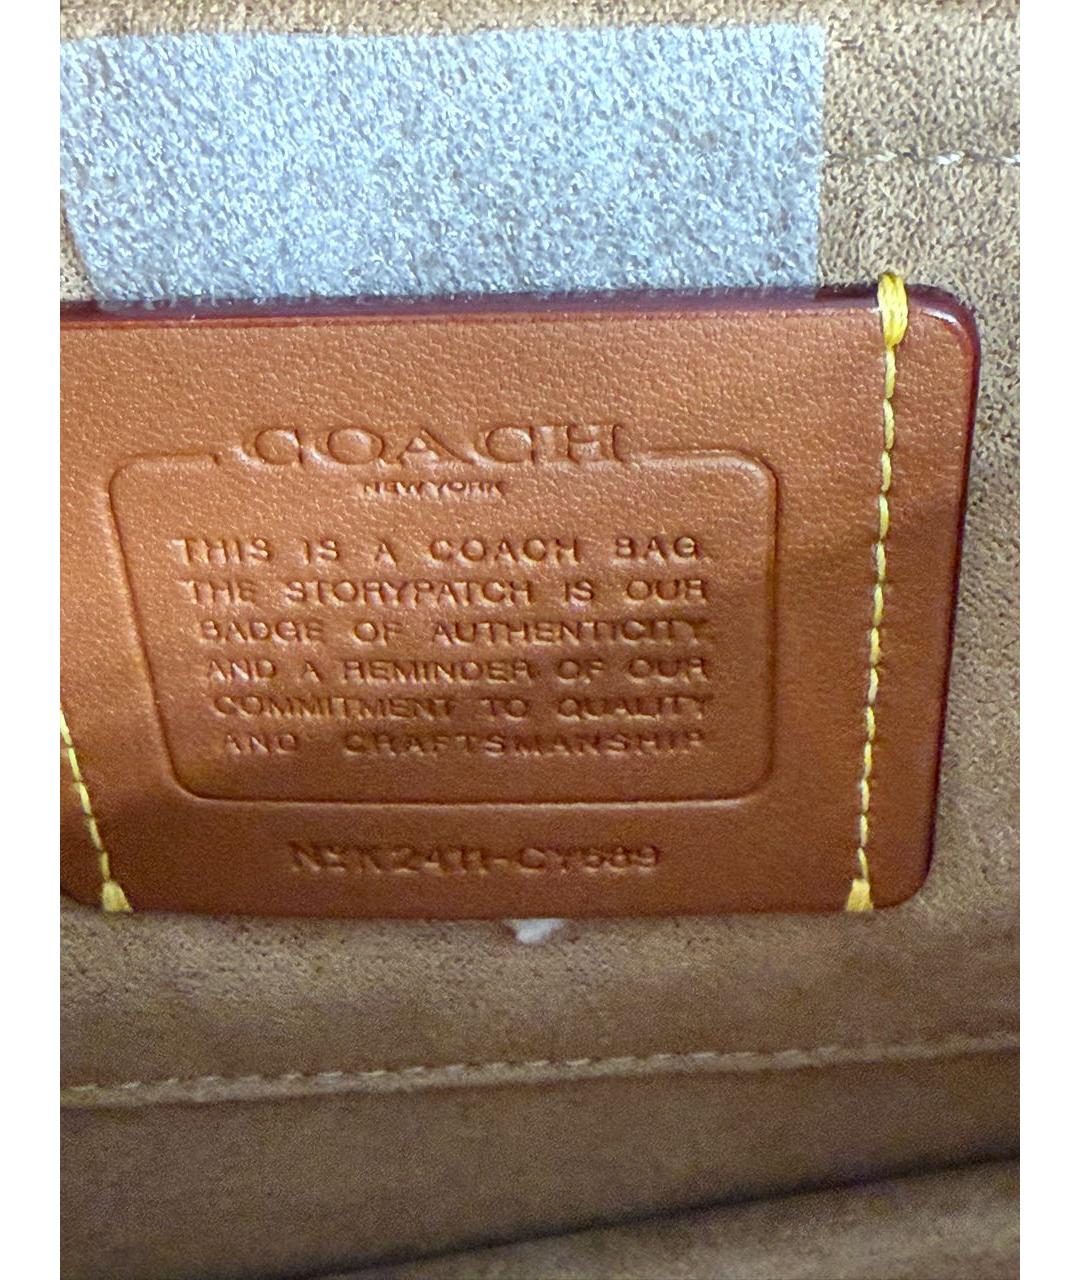 COACH
NEW YORK
THIS IS A COACH BAG.
THE STORYPATCH IS OUR
BADGE OF AUTHENTICITY
AND A REMINDER OF OUR
COMMITMENT TO QUALITY
AND CRAFTSMANSHIP